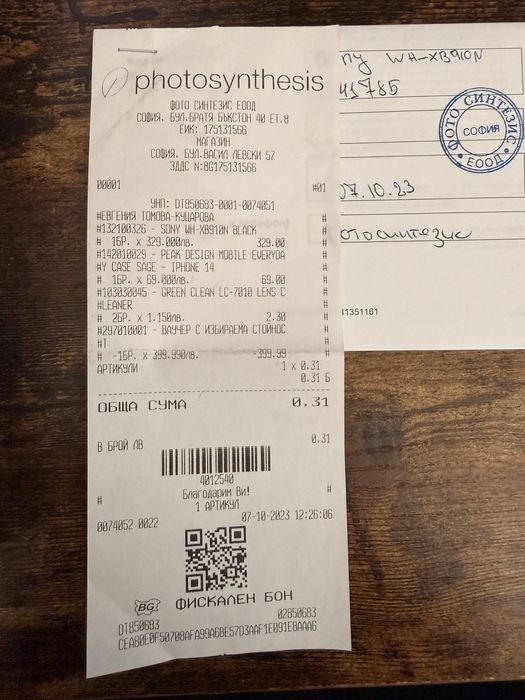 photosynthesis
ФОТО СИНТЕЗИС ЕООД
СОФИЯ, БУЛ.БРАТЯ БЪКСТОН 40 ЕТ.8
ЕИК: 175131566
МАГАЗИН
СОФИЯ, БУЛ.ВАСИЛ ЛЕВСКИ 57
ЗДДС N:BG175131566
00001 #01
УНП: DT850683-0001-0074051
#ЕВГЕНИЯ ТОМОВА-КУЦАРОВА #
#132100326 - SONY WH-XB910N BLACK #
# 1БР. x 329.000лв. 329.00 #
#142010029 - PEAK DESIGN MOBILE EVERYDA #
#Y CASE SAGE - IPHONE 14 #
# 1БР. x 69.000лв. 69.00 #
#103030045 - GREEN CLEAN LC-7010 LENS C #
#LEANER #
# 2БР. x 1.150лв. 2.30 #
#297010001 - ВАУЧЕР С ИЗБИРАЕМА СТОЙНОС #
#Т #
# -1БР. x 399.990лв. -399.99 #
АРТИКУЛИ 1 x 0.31
0.31 Б
ОБЩА СУМА 0.31
В БРОЙ ЛВ 0.31
4012540
# Благодарим Ви! #
1 АРТИКУЛ
0074052 0022 07-10-2023 12:26:06
BG ФИСКАЛЕН БОН
DT850683 02850683
WH-XB910N
41785
ФОТО СИНТЕЗИС
СОФИЯ
ЕООД
07.10.23
отосинтезис
41351161